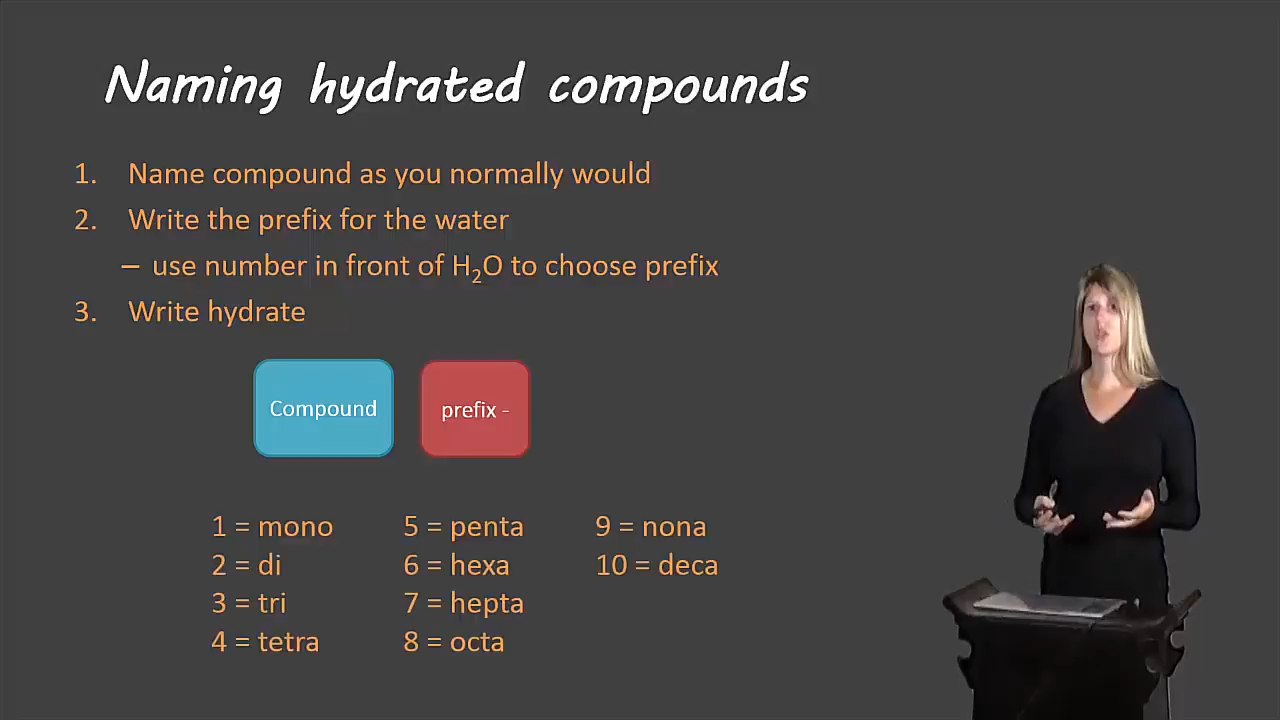 Naming hydrated compounds
1. Name compound as you normally would
2. Write the prefix for the water
– use number in front of H₂O to choose prefix
3. Write hydrate
Compound
prefix -
1 = mono
2 = di
3 = tri
4 = tetra
5 = penta
6 = hexa
7 = hepta
8 = octa
9 = nona
10 = deca